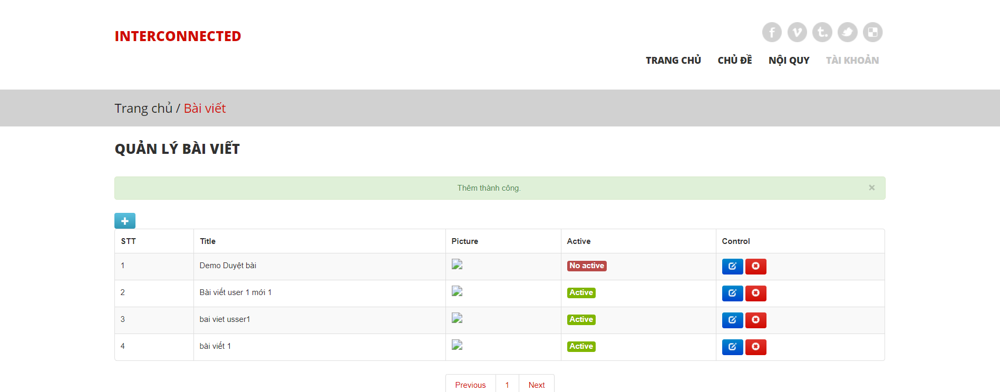 INTERCONNECTED
TRANG CHỦ CHỦ ĐỀ NỘI QUY TÀI KHOẢN
Trang chủ / Bài viết
QUẢN LÝ BÀI VIẾT
Thêm thành công. ×
STT Title Picture Active Control
1 Demo Duyệt bài No active
2 Bài viết user 1 mới 1 Active
3 bai viet usser1 Active
4 bài viết 1 Active
Previous 1 Next